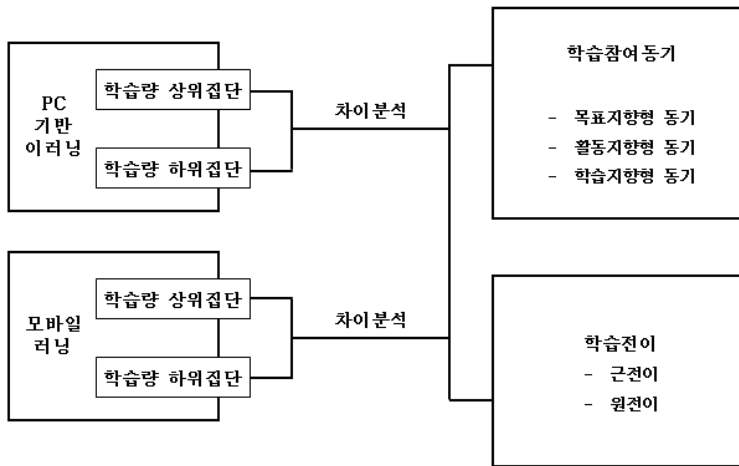 PC
기반
이러닝
학습량 상위집단
학습량 하위집단
차이분석
학습참여동기
- 목표지향형 동기
- 활동지향형 동기
- 학습지향형 동기
모바일
러닝
학습량 상위집단
학습량 하위집단
차이분석
학습전이
- 근전이
- 원전이